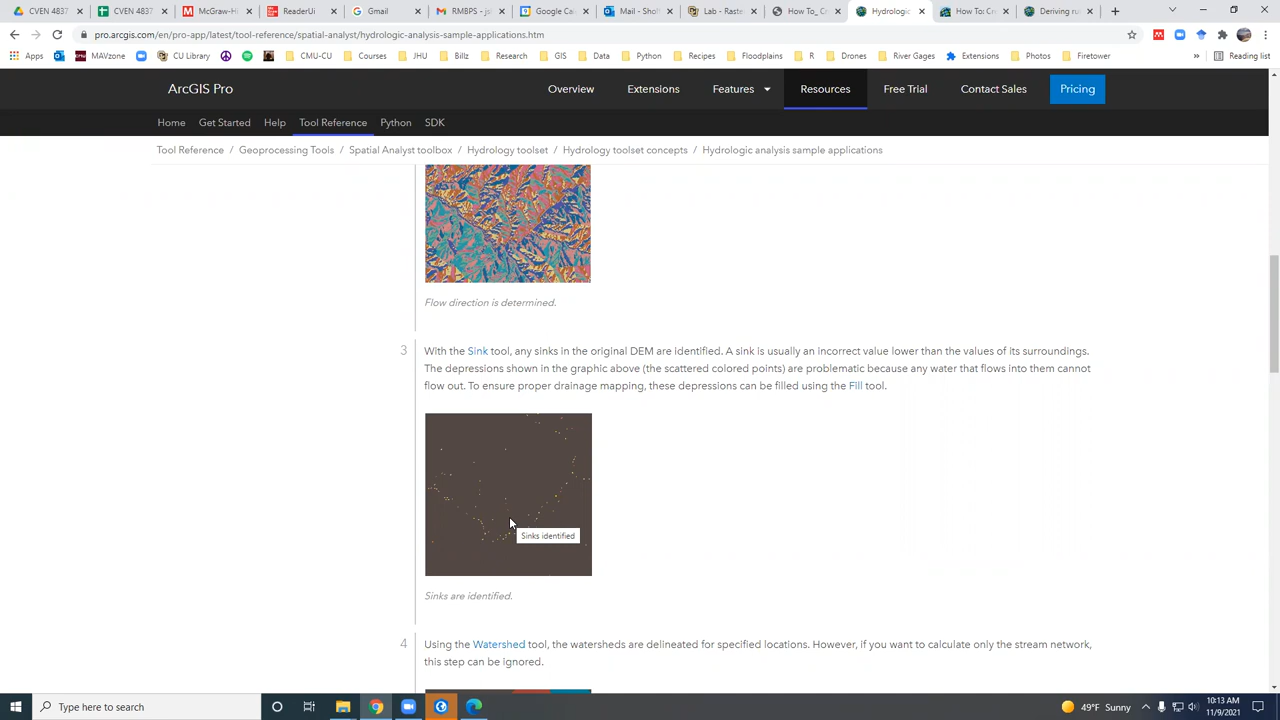 CVEN 483
CVEN 483
McGraw-Hi
ReaderUi
Gmail
RMBPS - js
Google Cale
Mail - Shoff
Lab - Raste
How To_ C
Hydrologic
How To: Cr
Deriving ru
pro.arcgis.com/en/pro-app/latest/tool-reference/spatial-analyst/hydrologic-analysis-sample-applications.htm
Apps MAVzone CU Library CMU-CU Courses JHU Billz Research GIS Data Python Recipes Floodplains R Drones River Gages Extensions Photos Firetower » Reading list
ArcGIS Pro Overview Extensions Features Resources Free Trial Contact Sales Pricing
Home Get Started Help Tool Reference Python SDK
Tool Reference / Geoprocessing Tools / Spatial Analyst toolbox / Hydrology toolset / Hydrology toolset concepts / Hydrologic analysis sample applications
Flow direction is determined.
3 With the Sink tool, any sinks in the original DEM are identified. A sink is usually an incorrect value lower than the values of its surroundings.
The depressions shown in the graphic above (the scattered colored points) are problematic because any water that flows into them cannot
flow out. To ensure proper drainage mapping, these depressions can be filled using the Fill tool.
Sinks identified
Sinks are identified.
4 Using the Watershed tool, the watersheds are delineated for specified locations. However, if you want to calculate only the stream network,
this step can be ignored.
Type here to search
49°F Sunny
10:13 AM
11/9/2021